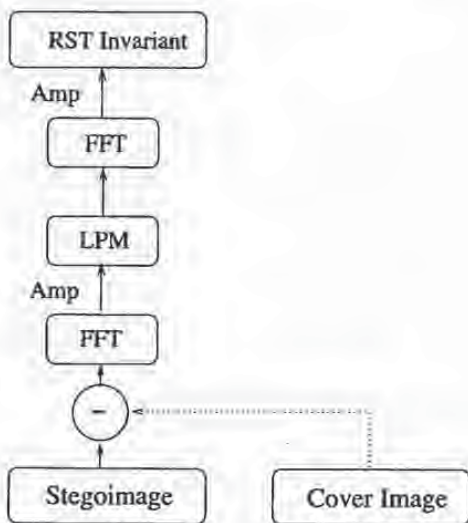 RST Invariant
Amp
FFT
LPM
Amp
FFT
-
Stegoimage
Cover Image